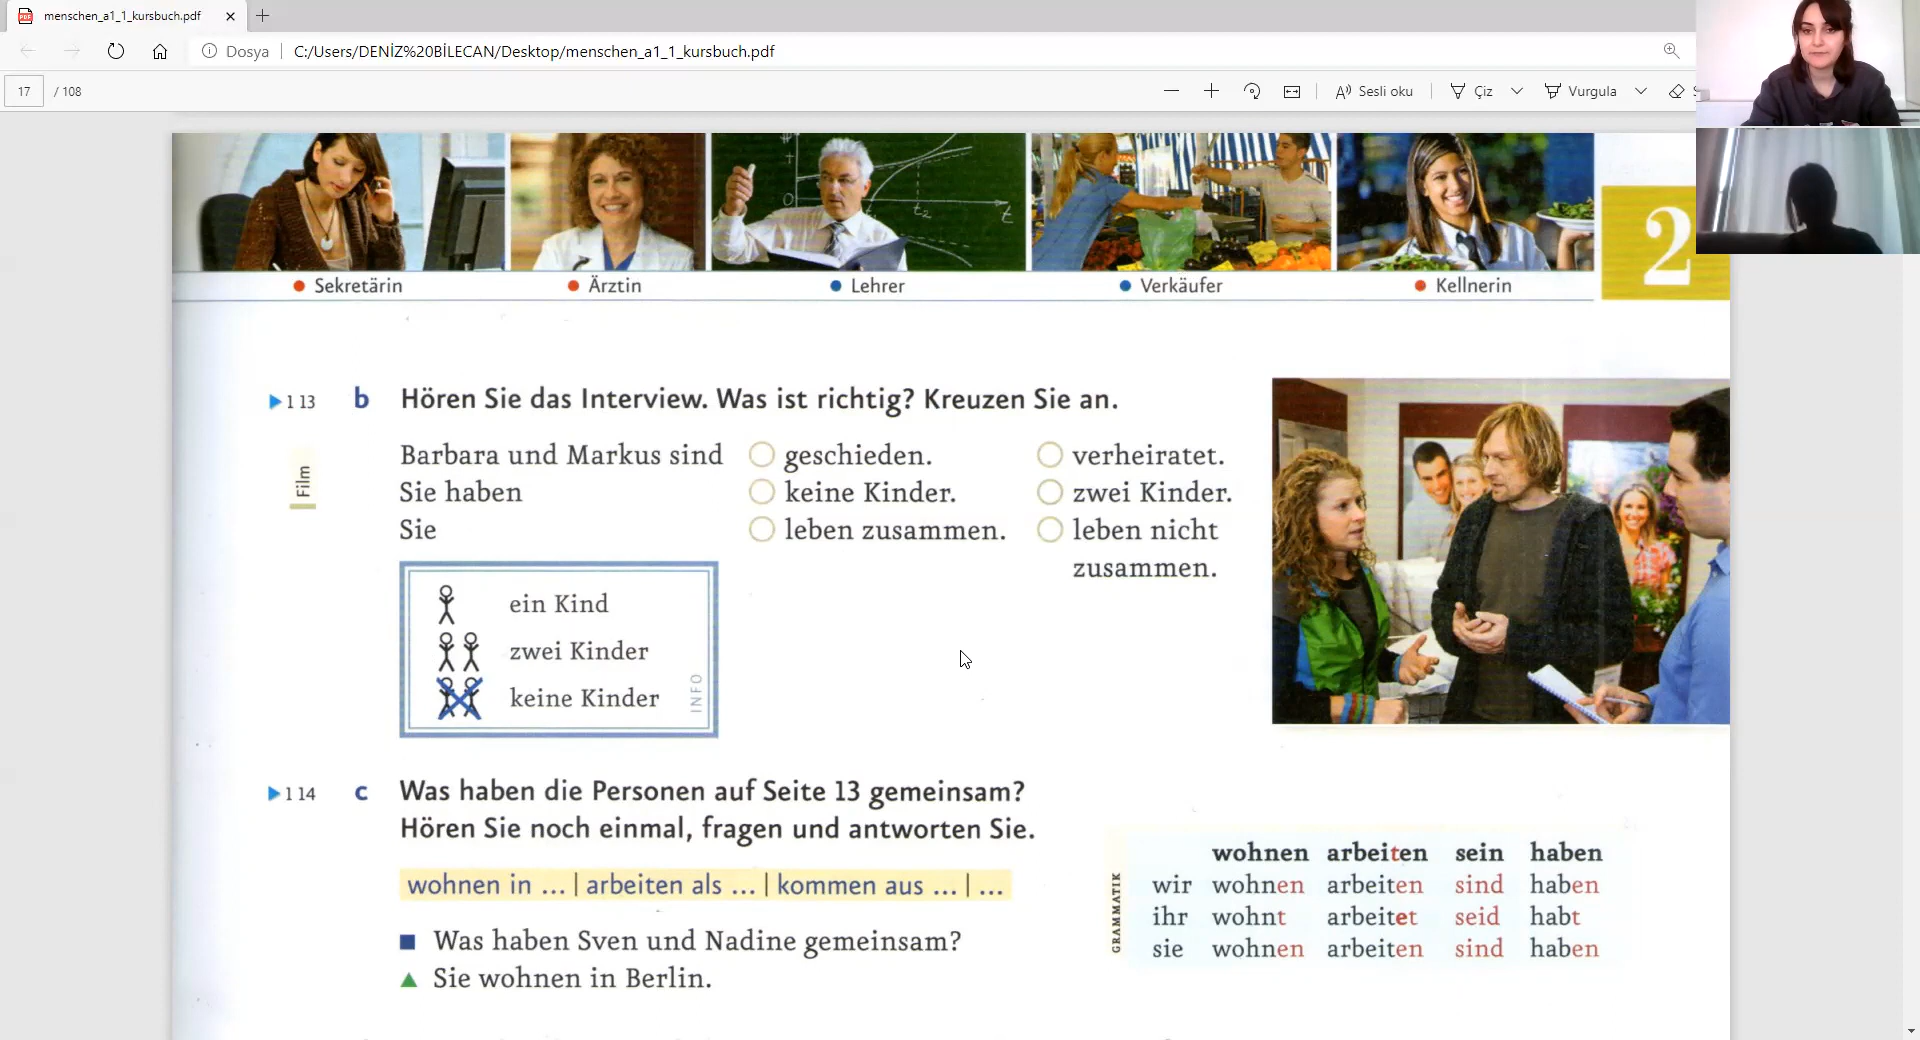 menschen_a1_1_kursbuch.pdf
Dosya
C:/Users/DENİZ%20BİLECAN/Desktop/menschen_a1_1_kursbuch.pdf
17 / 108
Sesli oku
Çiz
Vurgula
Sekretärin
Ärztin
Lehrer
Verkäufer
Kellnerin
2
1 13
b Hören Sie das Interview. Was ist richtig? Kreuzen Sie an.
Film
Barbara und Markus sind geschieden. verheiratet.
Sie haben keine Kinder. zwei Kinder.
Sie leben zusammen. leben nicht
zusammen.
ein Kind
zwei Kinder
keine Kinder
INFO
1 14
c Was haben die Personen auf Seite 13 gemeinsam?
Hören Sie noch einmal, fragen und antworten Sie.
wohnen in ... | arbeiten als ... | kommen aus ... | ...
Was haben Sven und Nadine gemeinsam?
Sie wohnen in Berlin.
GRAMMATIK
wohnen arbeiten sein haben
wir wohnen arbeiten sind haben
ihr wohnt arbeitet seid habt
sie wohnen arbeiten sind haben